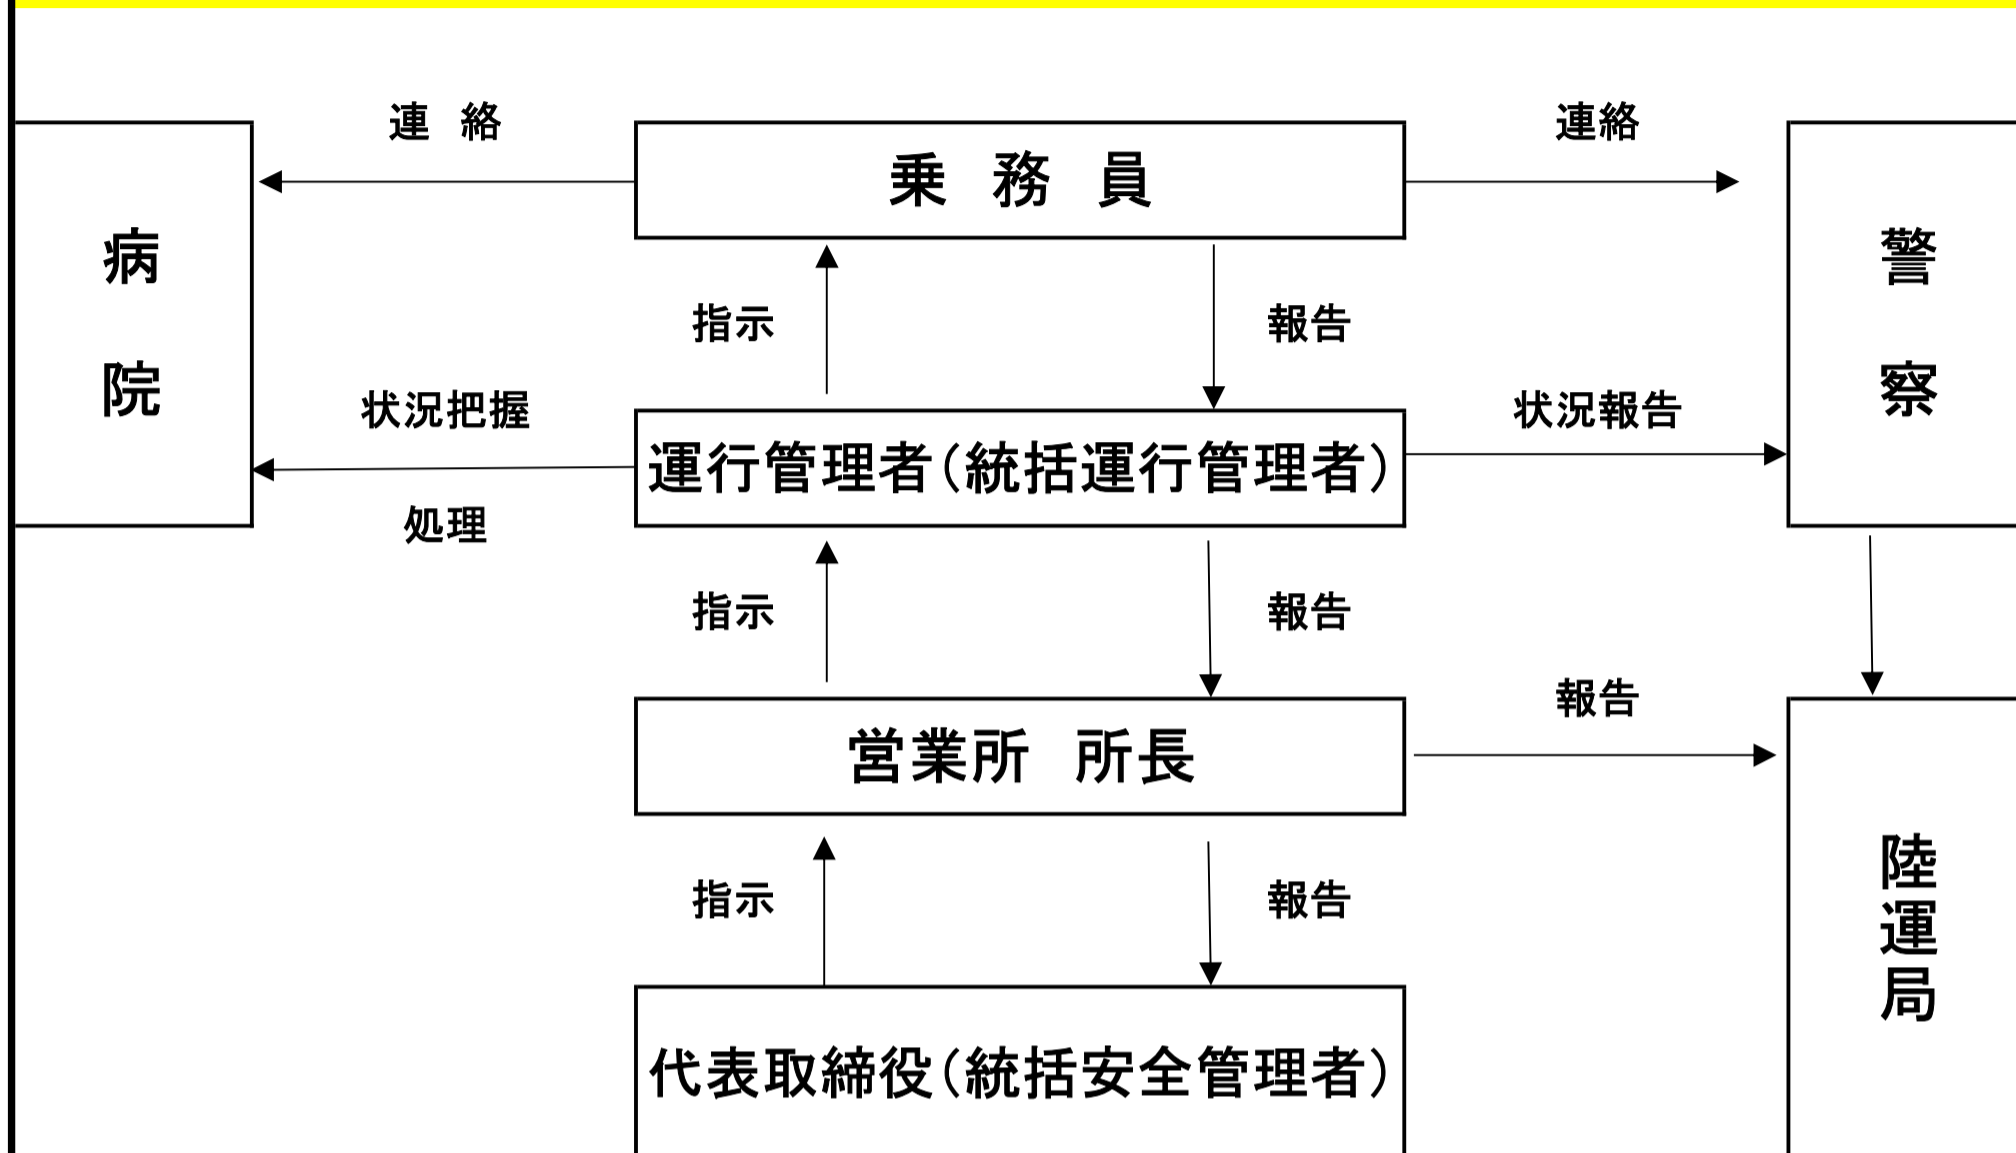 連 絡
連絡
乗 務 員
病院
警察
指示
報告
状況把握
状況報告
運行管理者(統括運行管理者)
処理
指示
報告
報告
営業所 所長
陸運局
指示
報告
代表取締役(統括安全管理者)